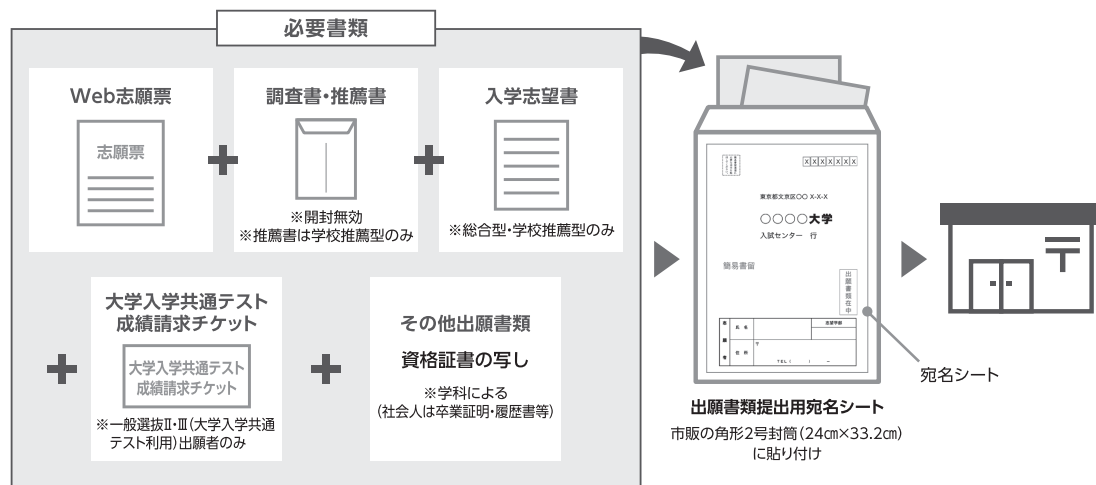 必要書類
Web志願票
志願票
調査書・推薦書
※開封無効
※推薦書は学校推薦型のみ
入学志望書
※総合型・学校推薦型のみ
大学入学共通テスト
成績請求チケット
大学入学共通テスト
成績請求チケット
※一般選抜Ⅱ・Ⅲ(大学入学共通
テスト利用)出願者のみ
その他出願書類
資格証書の写し
※学科による
(社会人は卒業証明・履歴書等)
XXXXXXX
東京都文京区〇〇 X-X-X
〇〇〇〇大学
入試センター 行
簡易書留
出願書類在中
志願者
氏名
志望学部
住所
〒
TEL ( ) −
宛名シート
出願書類提出用宛名シート
市販の角形2号封筒(24㎝×33.2㎝)
に貼り付け
〒